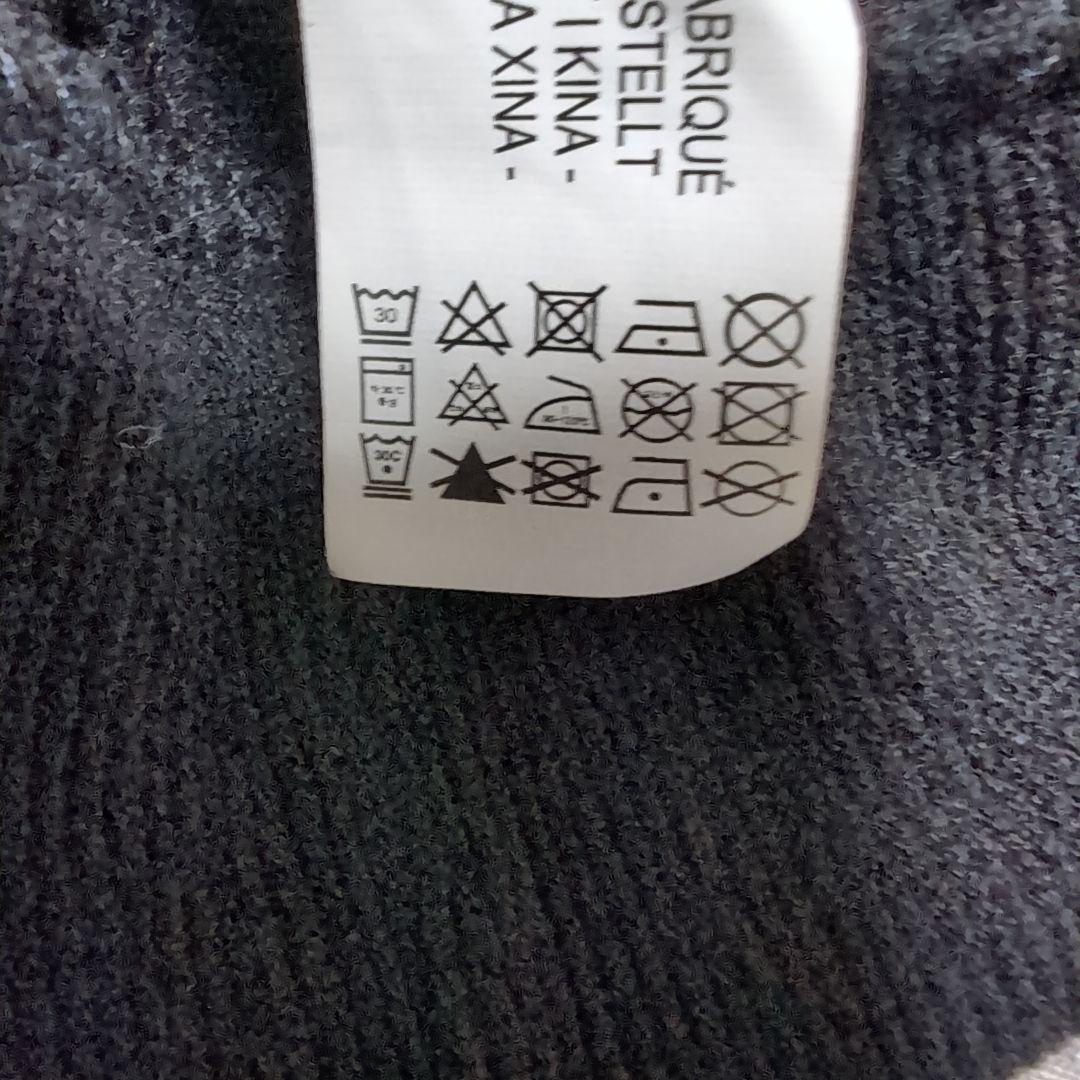 ABRIQUÉ
STELLT
I KINA -
A XINA -
30
30C